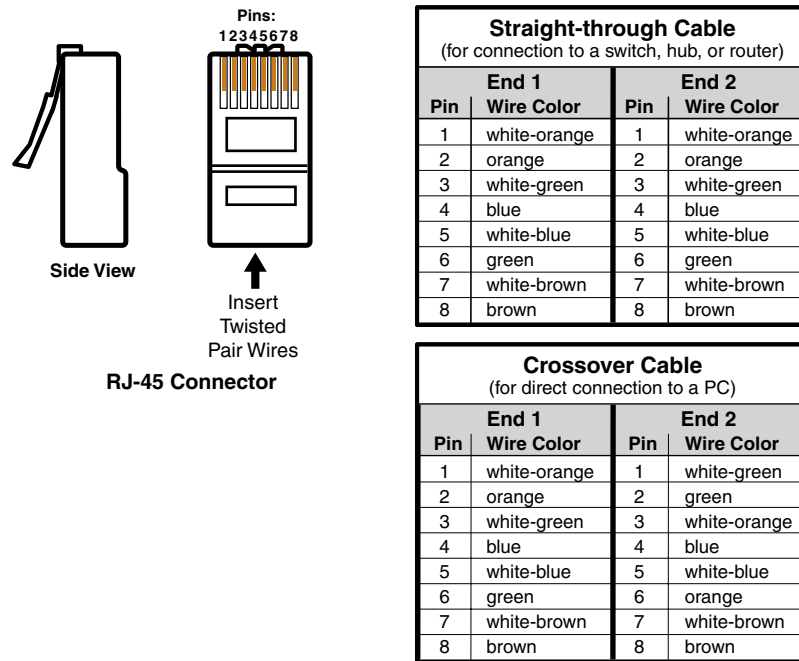 Pins:
12345678
Side View
Insert
Twisted
Pair Wires
RJ-45 Connector
Straight-through Cable
(for connection to a switch, hub, or router)
End 1 End 2
Pin Wire Color Pin Wire Color
1 white-orange 1 white-orange
2 orange 2 orange
3 white-green 3 white-green
4 blue 4 blue
5 white-blue 5 white-blue
6 green 6 green
7 white-brown 7 white-brown
8 brown 8 brown
Crossover Cable
(for direct connection to a PC)
End 1 End 2
Pin Wire Color Pin Wire Color
1 white-orange 1 white-green
2 orange 2 green
3 white-green 3 white-orange
4 blue 4 blue
5 white-blue 5 white-blue
6 green 6 orange
7 white-brown 7 white-brown
8 brown 8 brown